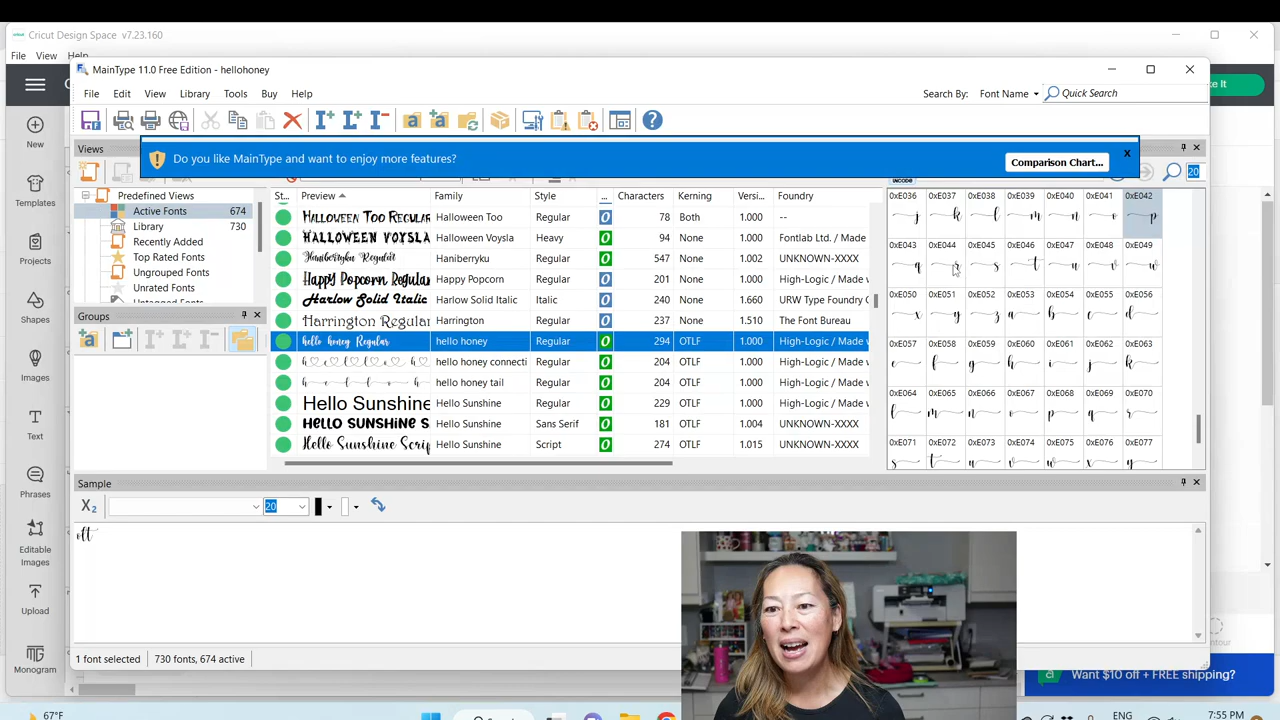 Cricut Design Space v7.23.160
File View Help
MainType 11.0 Free Edition - hellohoney
File Edit View Library Tools Buy Help
Search By: Font Name Quick Search
Views
Do you like MainType and want to enjoy more features?
Comparison Chart...
20
Predefined Views
Active Fonts 674
Library 730
Recently Added
Top Rated Fonts
Ungrouped Fonts
Unrated Fonts
Untagged Fonts
Groups
St... Preview Family Style ... Characters Kerning Versi... Foundry
Halloween Too Regular Halloween Too Regular 78 Both 1.000 --
HALLOWEEN VOYSLA Halloween Voysla Heavy 94 None 1.000 Fontlab Ltd. / Made
Haniberryku Regular Haniberryku Regular 547 None 1.002 UNKNOWN-XXXX
Happy Popcorn Regular Happy Popcorn Regular 201 None 1.000 High-Logic / Made v
Harlow Solid Italic Harlow Solid Italic Italic 240 None 1.660 URW Type Foundry
Harrington Regular Harrington Regular 237 None 1.510 The Font Bureau
hello honey Regular hello honey Regular 294 OTLF 1.000 High-Logic / Made v
hello honey connecti Regular 204 OTLF 1.000 High-Logic / Made v
hello honey tail Regular 204 OTLF 1.000 High-Logic / Made v
Hello Sunshine Hello Sunshine Regular 229 OTLF 1.000 High-Logic / Made v
HELLO SUNSHINE S Hello Sunshine Sans Serif 181 OTLF 1.004 UNKNOWN-XXXX
Hello Sunshine Scrip Hello Sunshine Script 274 OTLF 1.015 UNKNOWN-XXXX
0xE036 0xE037 0xE038 0xE039 0xE040 0xE041 0xE042
j k l m n o p
0xE043 0xE044 0xE045 0xE046 0xE047 0xE048 0xE049
q r s t u v w
0xE050 0xE051 0xE052 0xE053 0xE054 0xE055 0xE056
x y z a b c d
0xE057 0xE058 0xE059 0xE060 0xE061 0xE062 0xE063
e f g h i j k
0xE064 0xE065 0xE066 0xE067 0xE068 0xE069 0xE070
l m n o p q r
0xE071 0xE072 0xE073 0xE074 0xE075 0xE076 0xE077
s t u v w x y
Sample
X2 20
1 font selected 730 fonts, 674 active
New
Templates
Projects
Shapes
Images
Text
Phrases
Editable
Images
Upload
Monogram
Want $10 off + FREE shipping?
67°F
ENG
7:55 PM